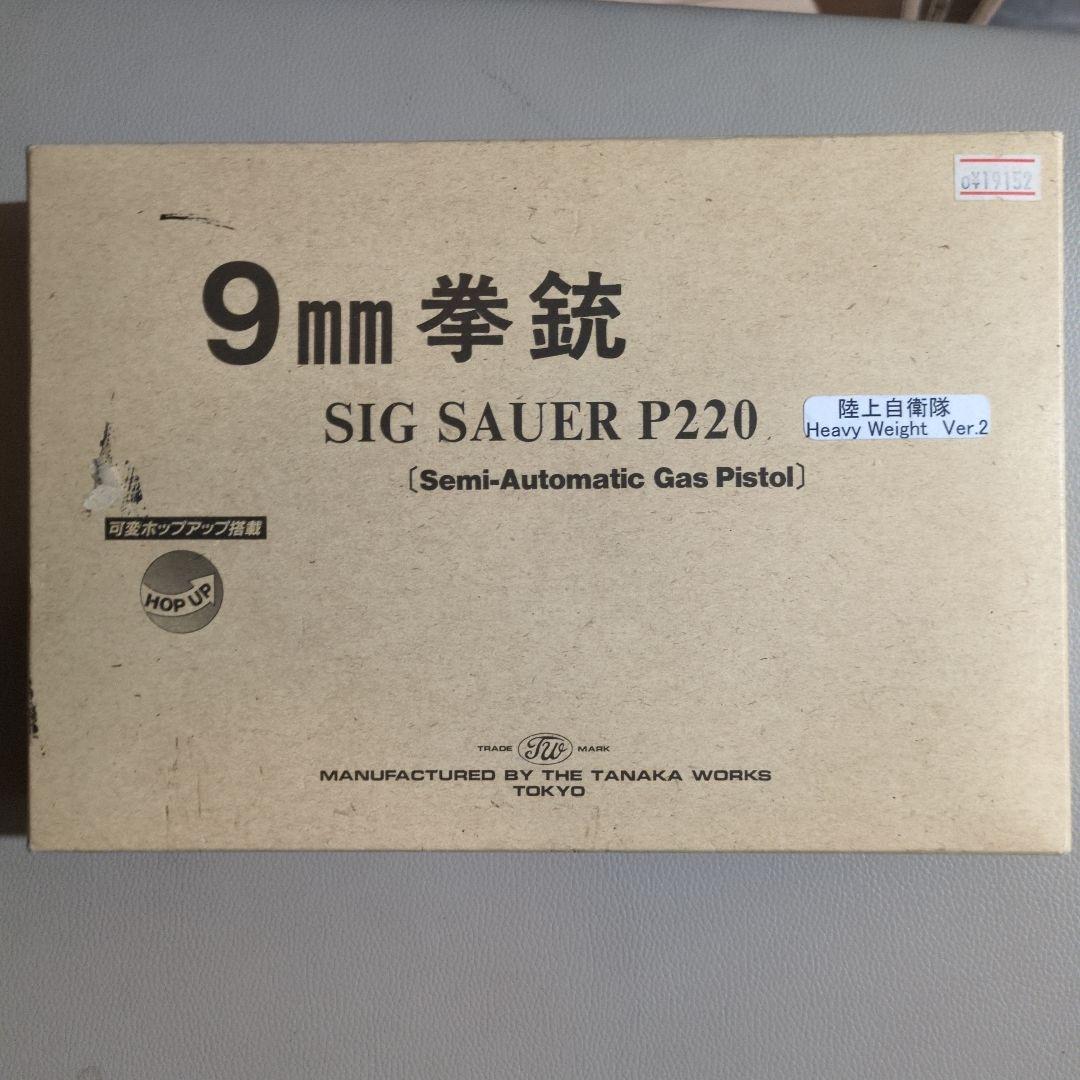 0¥19152
9mm 拳銃
SIG SAUER P220
陸上自衛隊
Heavy Weight Ver.2
〔Semi-Automatic Gas Pistol〕
可変ホップアップ搭載
HOP UP
TRADE TW MARK
MANUFACTURED BY THE TANAKA WORKS
TOKYO